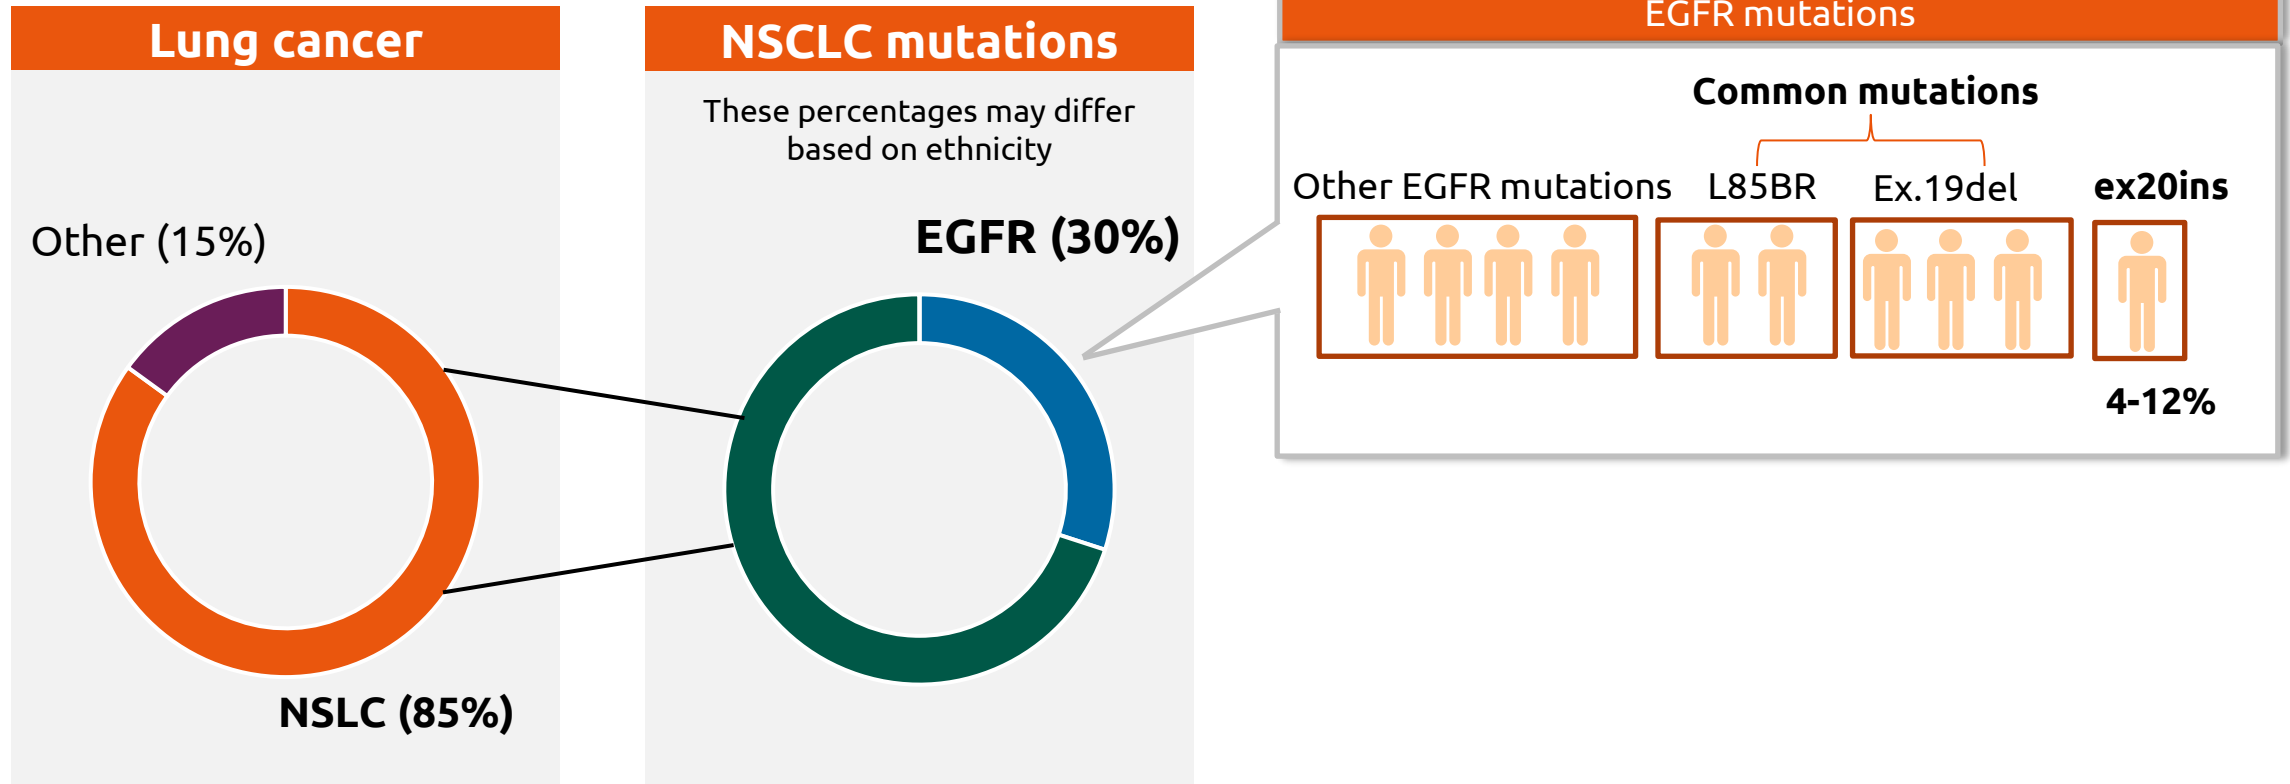 Lung cancer
Other (15%)
NSLC (85%)
NSCLC mutations
These percentages may differ
based on ethnicity
EGFR (30%)
EGFR mutations
Common mutations
Other EGFR mutations
L85BR
Ex.19del
ex20ins
4-12%